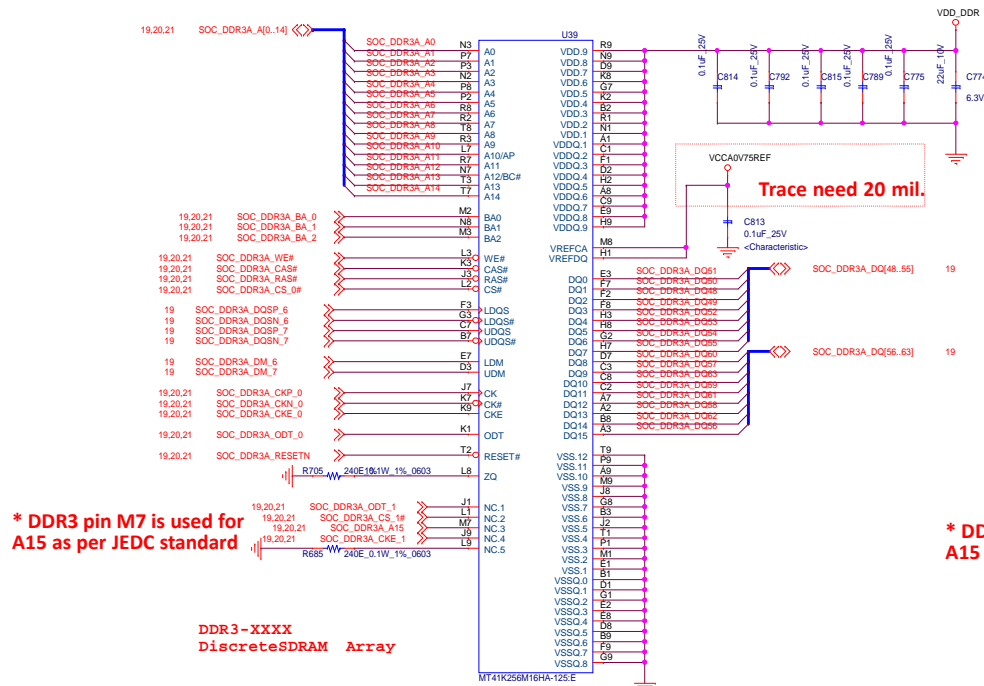 VDD_DDR
19,20,21 SOC_DDR3A_A[0..14]
U39
SOC_DDR3A_A0 N3 A0 VDD.9 R9
SOC_DDR3A_A1 P7 A1 VDD.8 N9
SOC_DDR3A_A2 P3 A2 VDD.7 D9
SOC_DDR3A_A3 N2 A3 VDD.6 K8
SOC_DDR3A_A4 P8 A4 VDD.5 G7
SOC_DDR3A_A5 P2 A5 VDD.4 K2
SOC_DDR3A_A6 R8 A6 VDD.3 B2
SOC_DDR3A_A7 R2 A7 VDD.2 R1
SOC_DDR3A_A8 T8 A8 VDD.1 N1
SOC_DDR3A_A9 R3 A9 VDDQ.1 A1
SOC_DDR3A_A10 L7 A10/AP VDDQ.2 C1
SOC_DDR3A_A11 R7 A11 VDDQ.3 F1
SOC_DDR3A_A12 N7 A12/BC# VDDQ.4 D2
SOC_DDR3A_A13 T3 A13 VDDQ.5 H2
SOC_DDR3A_A14 T7 A14 VDDQ.6 A8
VDDQ.7 C9
19,20,21 SOC_DDR3A_BA_0 M2 BA0 VDDQ.8 E9
19,20,21 SOC_DDR3A_BA_1 N8 BA1 VDDQ.9 H9
19,20,21 SOC_DDR3A_BA_2 M3 BA2
0.1uF_25V C814
0.1uF_25V C792
0.1uF_25V C815
0.1uF_25V C789
0.1uF_25V C775
22uF_10V C774
6.3V
VCCA0V75REF
Trace need 20 mil.
C813
0.1uF_25V
<Characteristic>
VREFCA M8
VREFDQ H1
19,20,21 SOC_DDR3A_WE# L3 WE#
19,20,21 SOC_DDR3A_CAS# K3 CAS#
19,20,21 SOC_DDR3A_RAS# J3 RAS#
19,20,21 SOC_DDR3A_CS_0# L2 CS#
19 SOC_DDR3A_DQSP_6 F3 LDQS
19 SOC_DDR3A_DQSN_6 G3 LDQS#
19 SOC_DDR3A_DQSP_7 C7 UDQS
19 SOC_DDR3A_DQSN_7 B7 UDQS#
19 SOC_DDR3A_DM_6 E7 LDM
19 SOC_DDR3A_DM_7 D3 UDM
19,20,21 SOC_DDR3A_CKP_0 J7 CK
19,20,21 SOC_DDR3A_CKN_0 K7 CK#
19,20,21 SOC_DDR3A_CKE_0 K9 CKE
19,20,21 SOC_DDR3A_ODT_0 K1 ODT
19,20,21 SOC_DDR3A_RESETN T2 RESET#
R705 240E 0.1W_1%_0603 L8 ZQ
DQ0 E3 SOC_DDR3A_DQ51
DQ1 F7 SOC_DDR3A_DQ50
DQ2 F2 SOC_DDR3A_DQ48
DQ3 F8 SOC_DDR3A_DQ49
DQ4 H3 SOC_DDR3A_DQ52
DQ5 H8 SOC_DDR3A_DQ53
DQ6 G2 SOC_DDR3A_DQ54
DQ7 H7 SOC_DDR3A_DQ55
DQ8 D7 SOC_DDR3A_DQ60
DQ9 C3 SOC_DDR3A_DQ57
DQ10 C8 SOC_DDR3A_DQ63
DQ11 C2 SOC_DDR3A_DQ59
DQ12 A7 SOC_DDR3A_DQ61
DQ13 A2 SOC_DDR3A_DQ58
DQ14 B8 SOC_DDR3A_DQ62
DQ15 A3 SOC_DDR3A_DQ56
SOC_DDR3A_DQ[48..55] 19
SOC_DDR3A_DQ[56..63] 19
19,20,21 SOC_DDR3A_ODT_1 J1 NC.1
19,20,21 SOC_DDR3A_CS_1# L1 NC.2
19,20,21 SOC_DDR3A_A15 M7 NC.3
19,20,21 SOC_DDR3A_CKE_1 J9 NC.4
R685 240E_0.1W_1%_0603 L9 NC.5
* DDR3 pin M7 is used for
A15 as per JEDC standard
VSS.12 T9
VSS.11 P9
VSS.10 A9
VSS.9 M9
VSS.8 J8
VSS.7 G8
VSS.6 B3
VSS.5 J2
VSS.4 T1
VSS.3 P1
VSS.2 M1
VSS.1 E1
VSSQ.0 B1
VSSQ.1 D1
VSSQ.2 G1
VSSQ.3 E2
VSSQ.4 E8
VSSQ.5 D8
VSSQ.6 B9
VSSQ.7 F9
VSSQ.8 G9
* DD
A15
DDR3-XXXX
DiscreteSDRAM Array
MT41K256M16HA-125:E